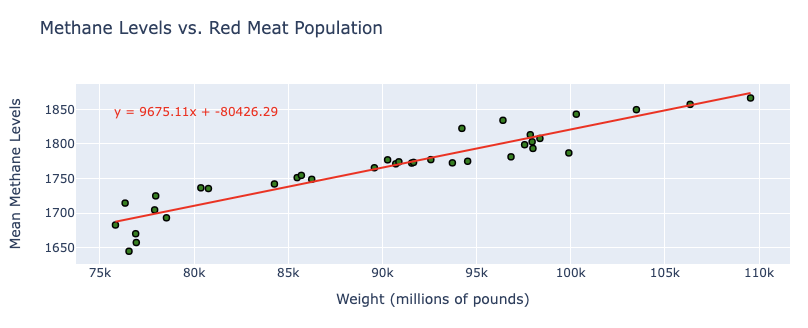 Methane Levels vs. Red Meat Population
y = 9675.11x + -80426.29
Mean Methane Levels
1850
1800
1750
1700
1650
75k 80k 85k 90k 95k 100k 105k 110k
Weight (millions of pounds)